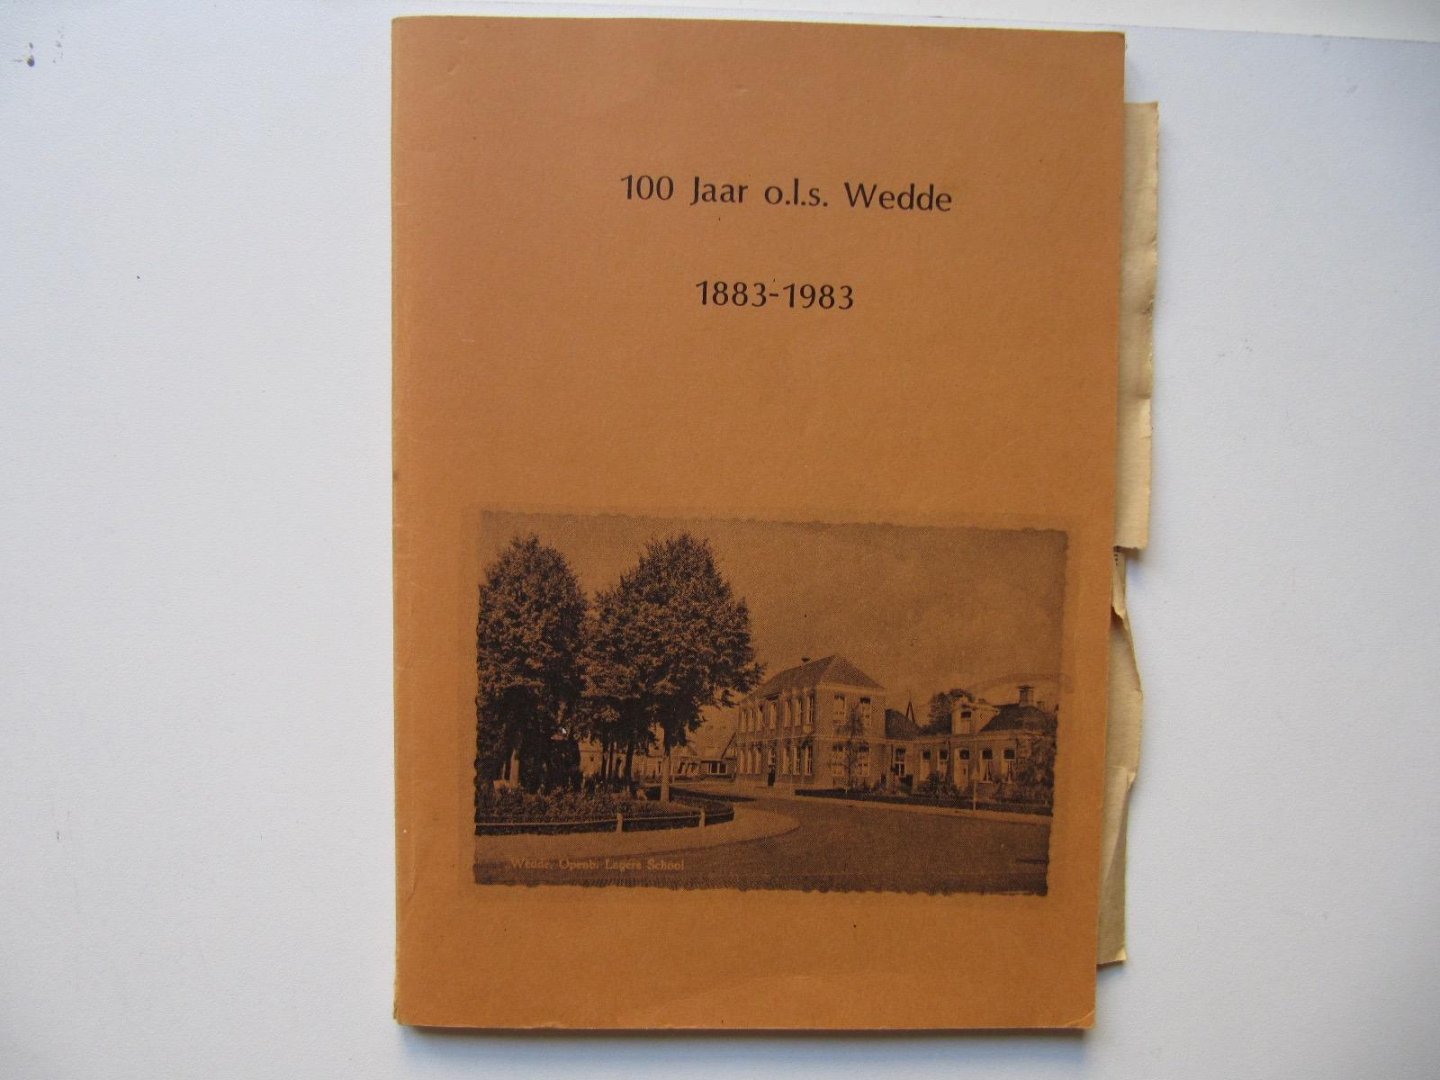 100 Jaar o.l.s. Wedde
1883-1983
Wedde. Openb. Lagere School